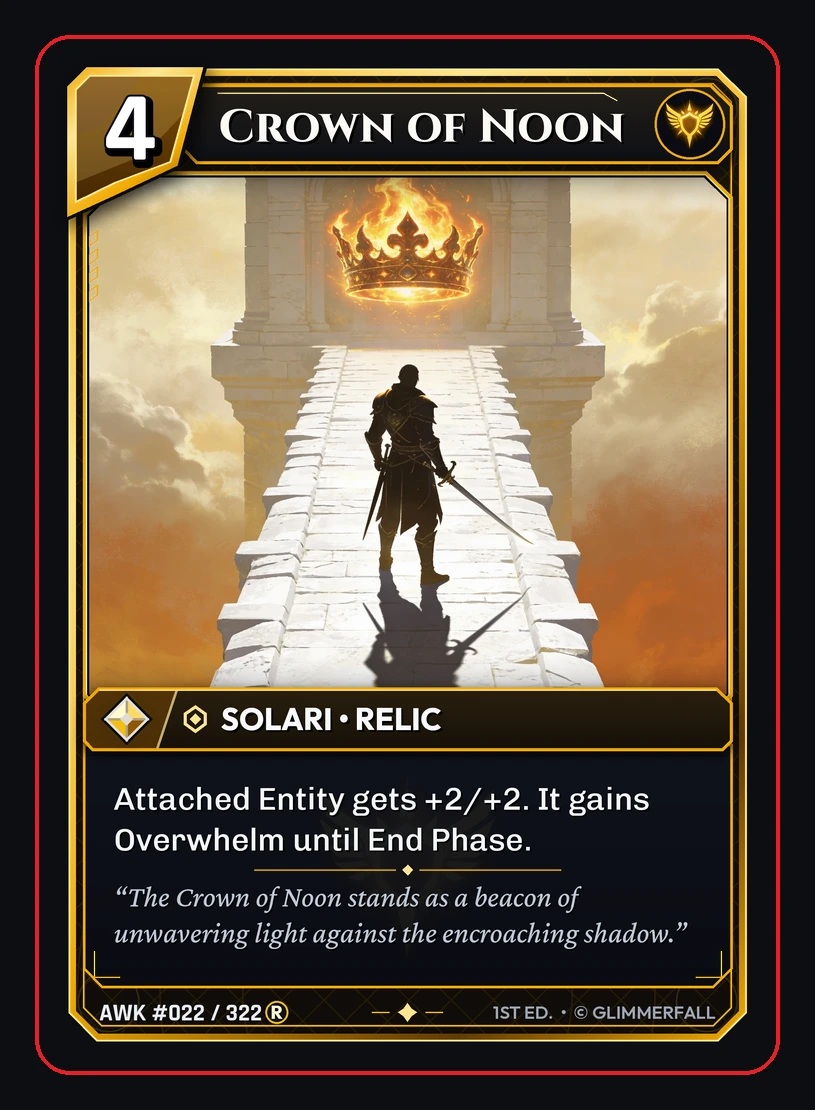 4
Crown of Noon
SOLARI • RELIC
Attached Entity gets +2/+2. It gains
Overwhelm until End Phase.
“The Crown of Noon stands as a beacon of
unwavering light against the encroaching shadow.”
AWK #022 / 322 R
1ST ED. • © GLIMMERFALL